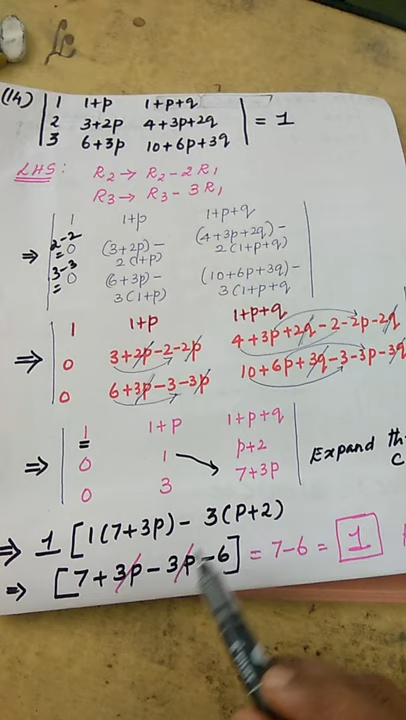 (14) | 1 1+p 1+p+q |
| 2 3+2p 4+3p+2q | = 1
| 3 6+3p 10+6p+3q |
LHS: R₂ → R₂-2R₁
R₃ → R₃-3R₁
| 1 1+p 1+p+q |
⇒ | 2-2=0 (3+2p)-2(1+p) (4+3p+2q)-2(1+p+q) |
| 3-3=0 (6+3p)-3(1+p) (10+6p+3q)-3(1+p+q |
| 1 1+p 1+p+q
⇒ | 0 3+2p-2-2p 4+3p+2q-2-2p-2q
| 0 6+3p-3-3p 10+6p+3q-3-3p-3q
| 1 1+p 1+p+q |
⇒ | 0 1 p+2 | Expand th
| 0 3 7+3p | C
⇒ 1[1(7+3p)-3(p+2)
⇒ [7+3p-3p-6] = 7-6 = 1